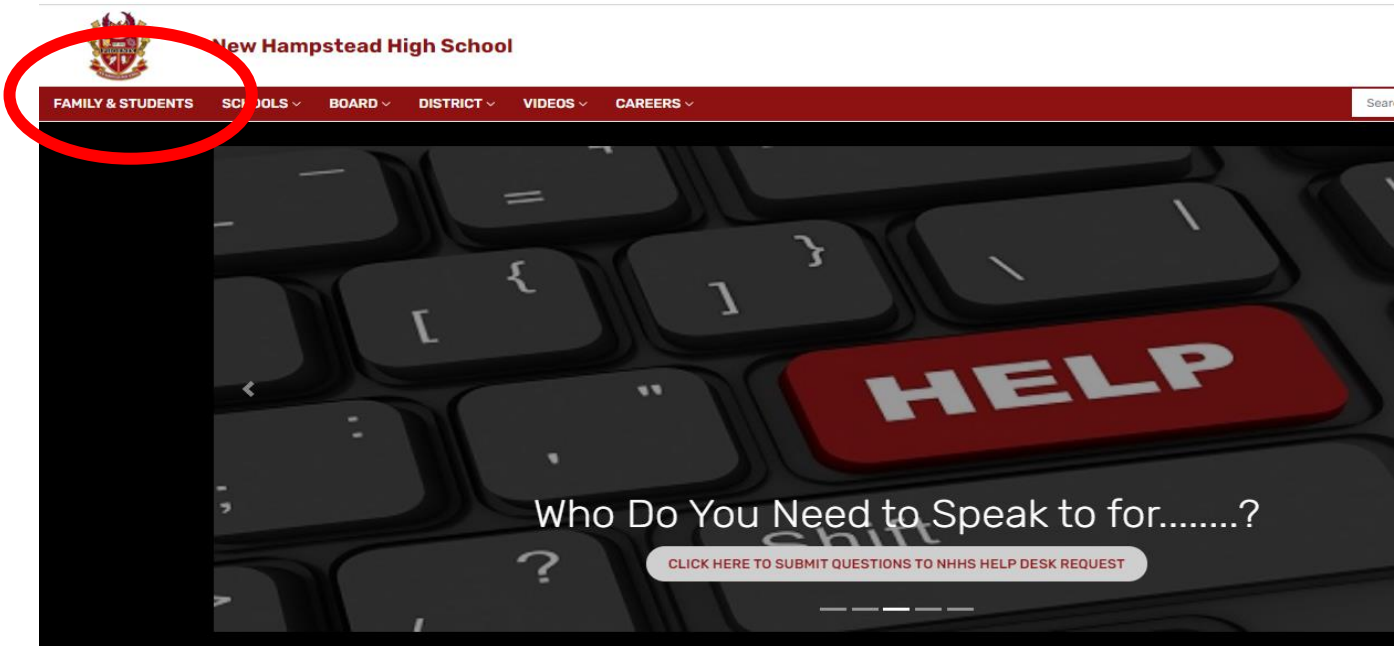 New Hampstead High School
FAMILY & STUDENTS SCHOOLS BOARD DISTRICT VIDEOS CAREERS
_ — = + [ { ] } \ |
; : ' "
HELP
Who Do You Need to Speak to for........?
Shift
CLICK HERE TO SUBMIT QUESTIONS TO NHHS HELP DESK REQUEST
> / ?